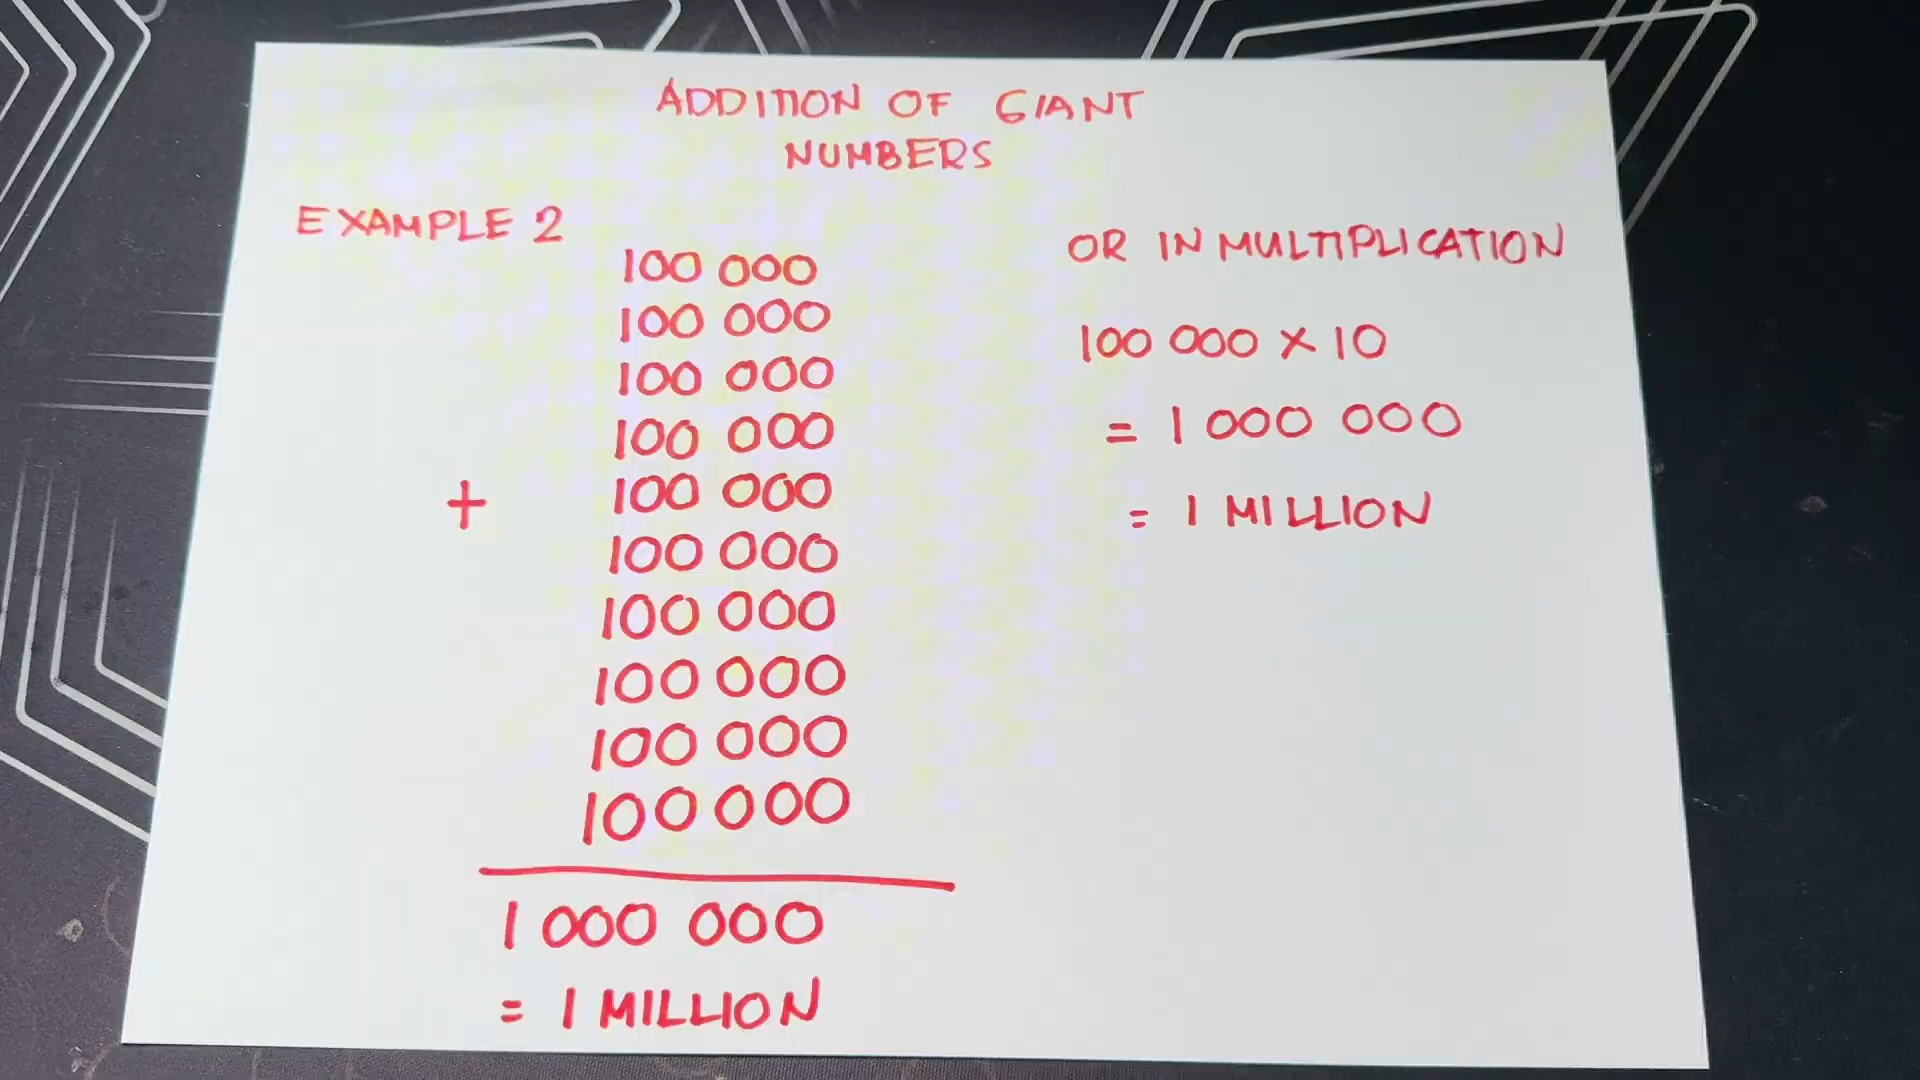 ADDITION OF GIANT
NUMBERS
EXAMPLE 2
100 000
100 000
100 000
100 000
+ 100 000
100 000
100 000
100 000
100 000
100 000
1 000 000
= 1 MILLION
OR IN MULTIPLICATION
100 000 × 10
= 1 000 000
= 1 MILLION